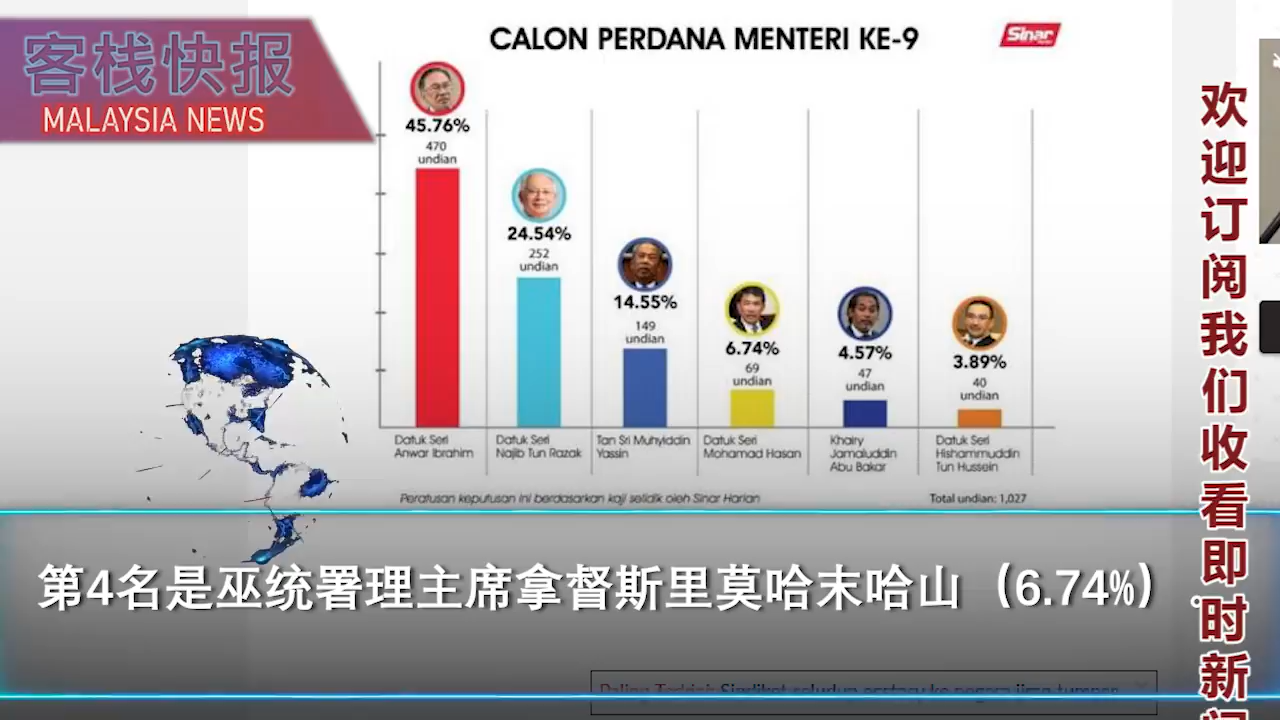 CALON PERDANA MENTERI KE-9
Sinar
客栈快报
MALAYSIA NEWS
45.76%
470
undian
24.54%
252
undian
14.55%
149
undian
6.74%
69
undian
4.57%
47
undian
3.89%
40
undian
Datuk Seri
Anwar Ibrahim
Datuk Seri
Najib Tun Razak
Tan Sri Muhyiddin
Yassin
Datuk Seri
Mohamad Hasan
Khairy
Jamaluddin
Abu Bakar
Datuk Seri
Hishammuddin
Tun Hussein
Peratusan keputusan ini berdasarkan kaji selidik oleh Sinar Harian
Total undian: 1,027
第4名是巫统署理主席拿督斯里莫哈末哈山（6.74%）
欢迎订阅我们收看即时新